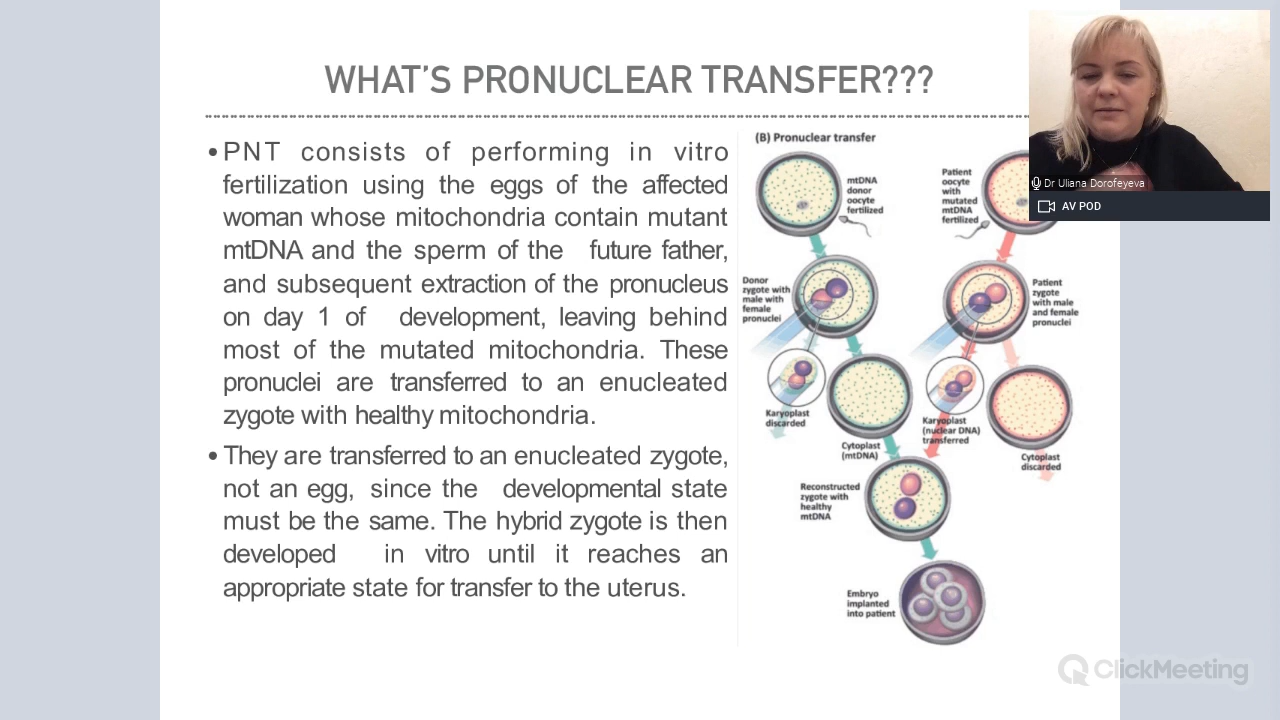 WHAT'S PRONUCLEAR TRANSFER???
• PNT consists of performing in vitro
fertilization using the eggs of the affected
woman whose mitochondria contain mutant
mtDNA and the sperm of the future father,
and subsequent extraction of the pronucleus
on day 1 of development, leaving behind
most of the mutated mitochondria. These
pronuclei are transferred to an enucleated
zygote with healthy mitochondria.
• They are transferred to an enucleated zygote,
not an egg, since the developmental state
must be the same. The hybrid zygote is then
developed in vitro until it reaches an
appropriate state for transfer to the uterus.
(B) Pronuclear transfer
mtDNA
donor
oocyte
fertilized
Patient
oocyte
with
mutated
mtDNA
fertilized
Donor
zygote with
male with
female
pronuclei
Patient
zygote
with male
and female
pronuclei
Karyoplast
discarded
Cytoplast
(mtDNA)
Karyoplast
(nuclear DNA)
transferred
Cytoplast
discarded
Reconstructed
zygote with
healthy
mtDNA
Embryo
implanted
into patient
Dr Uliana Dorofeyeva
AV POD
ClickMeeting